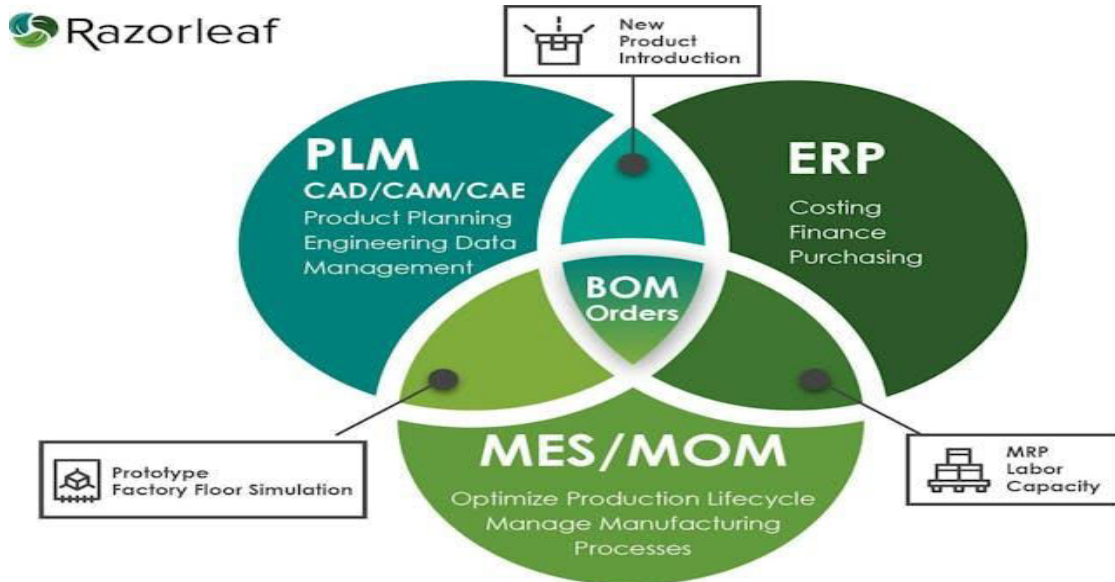 Razorleaf
New
Product
Introduction
PLM
CAD/CAM/CAE
Product Planning
Engineering Data
Management
ERP
Costing
Finance
Purchasing
BOM
Orders
Prototype
Factory Floor Simulation
MES/MOM
Optimize Production Lifecycle
Manage Manufacturing
Processes
MRP
Labor
Capacity